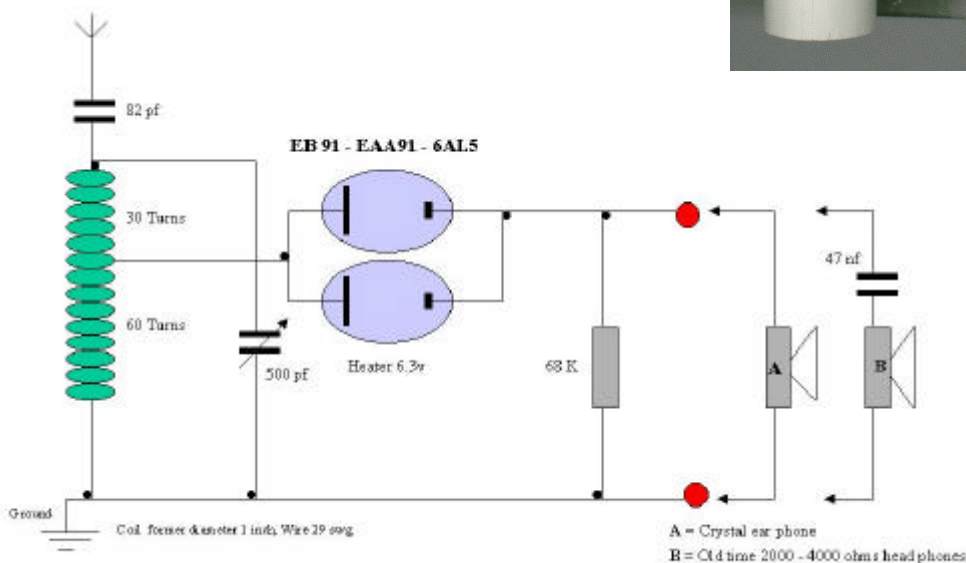 82 pf
EB 91 - EAA91 - 6AL5
30 Turns
47 nf
60 Turns
500 pf
Heater 6.3v
68 K
A
B
Ground
Coil former diameter 1 inch, Wire 29 swg
A = Crystal ear phone
B = Old time 2000 - 4000 ohms head phones